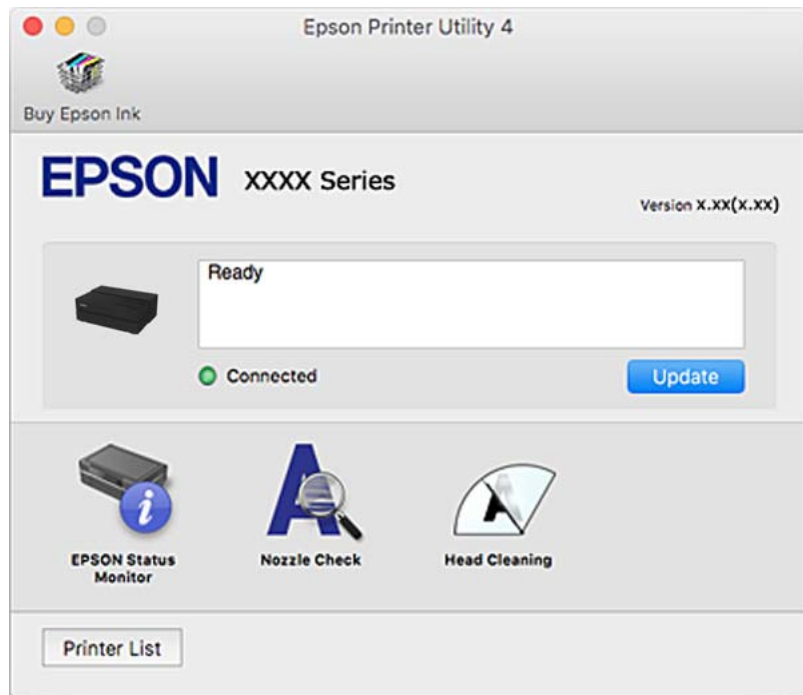 Epson Printer Utility 4
Buy Epson Ink
EPSON XXXX Series
Version x.xx(x.xx)
Ready
Connected
Update
EPSON Status
Monitor
Nozzle Check
Head Cleaning
Printer List